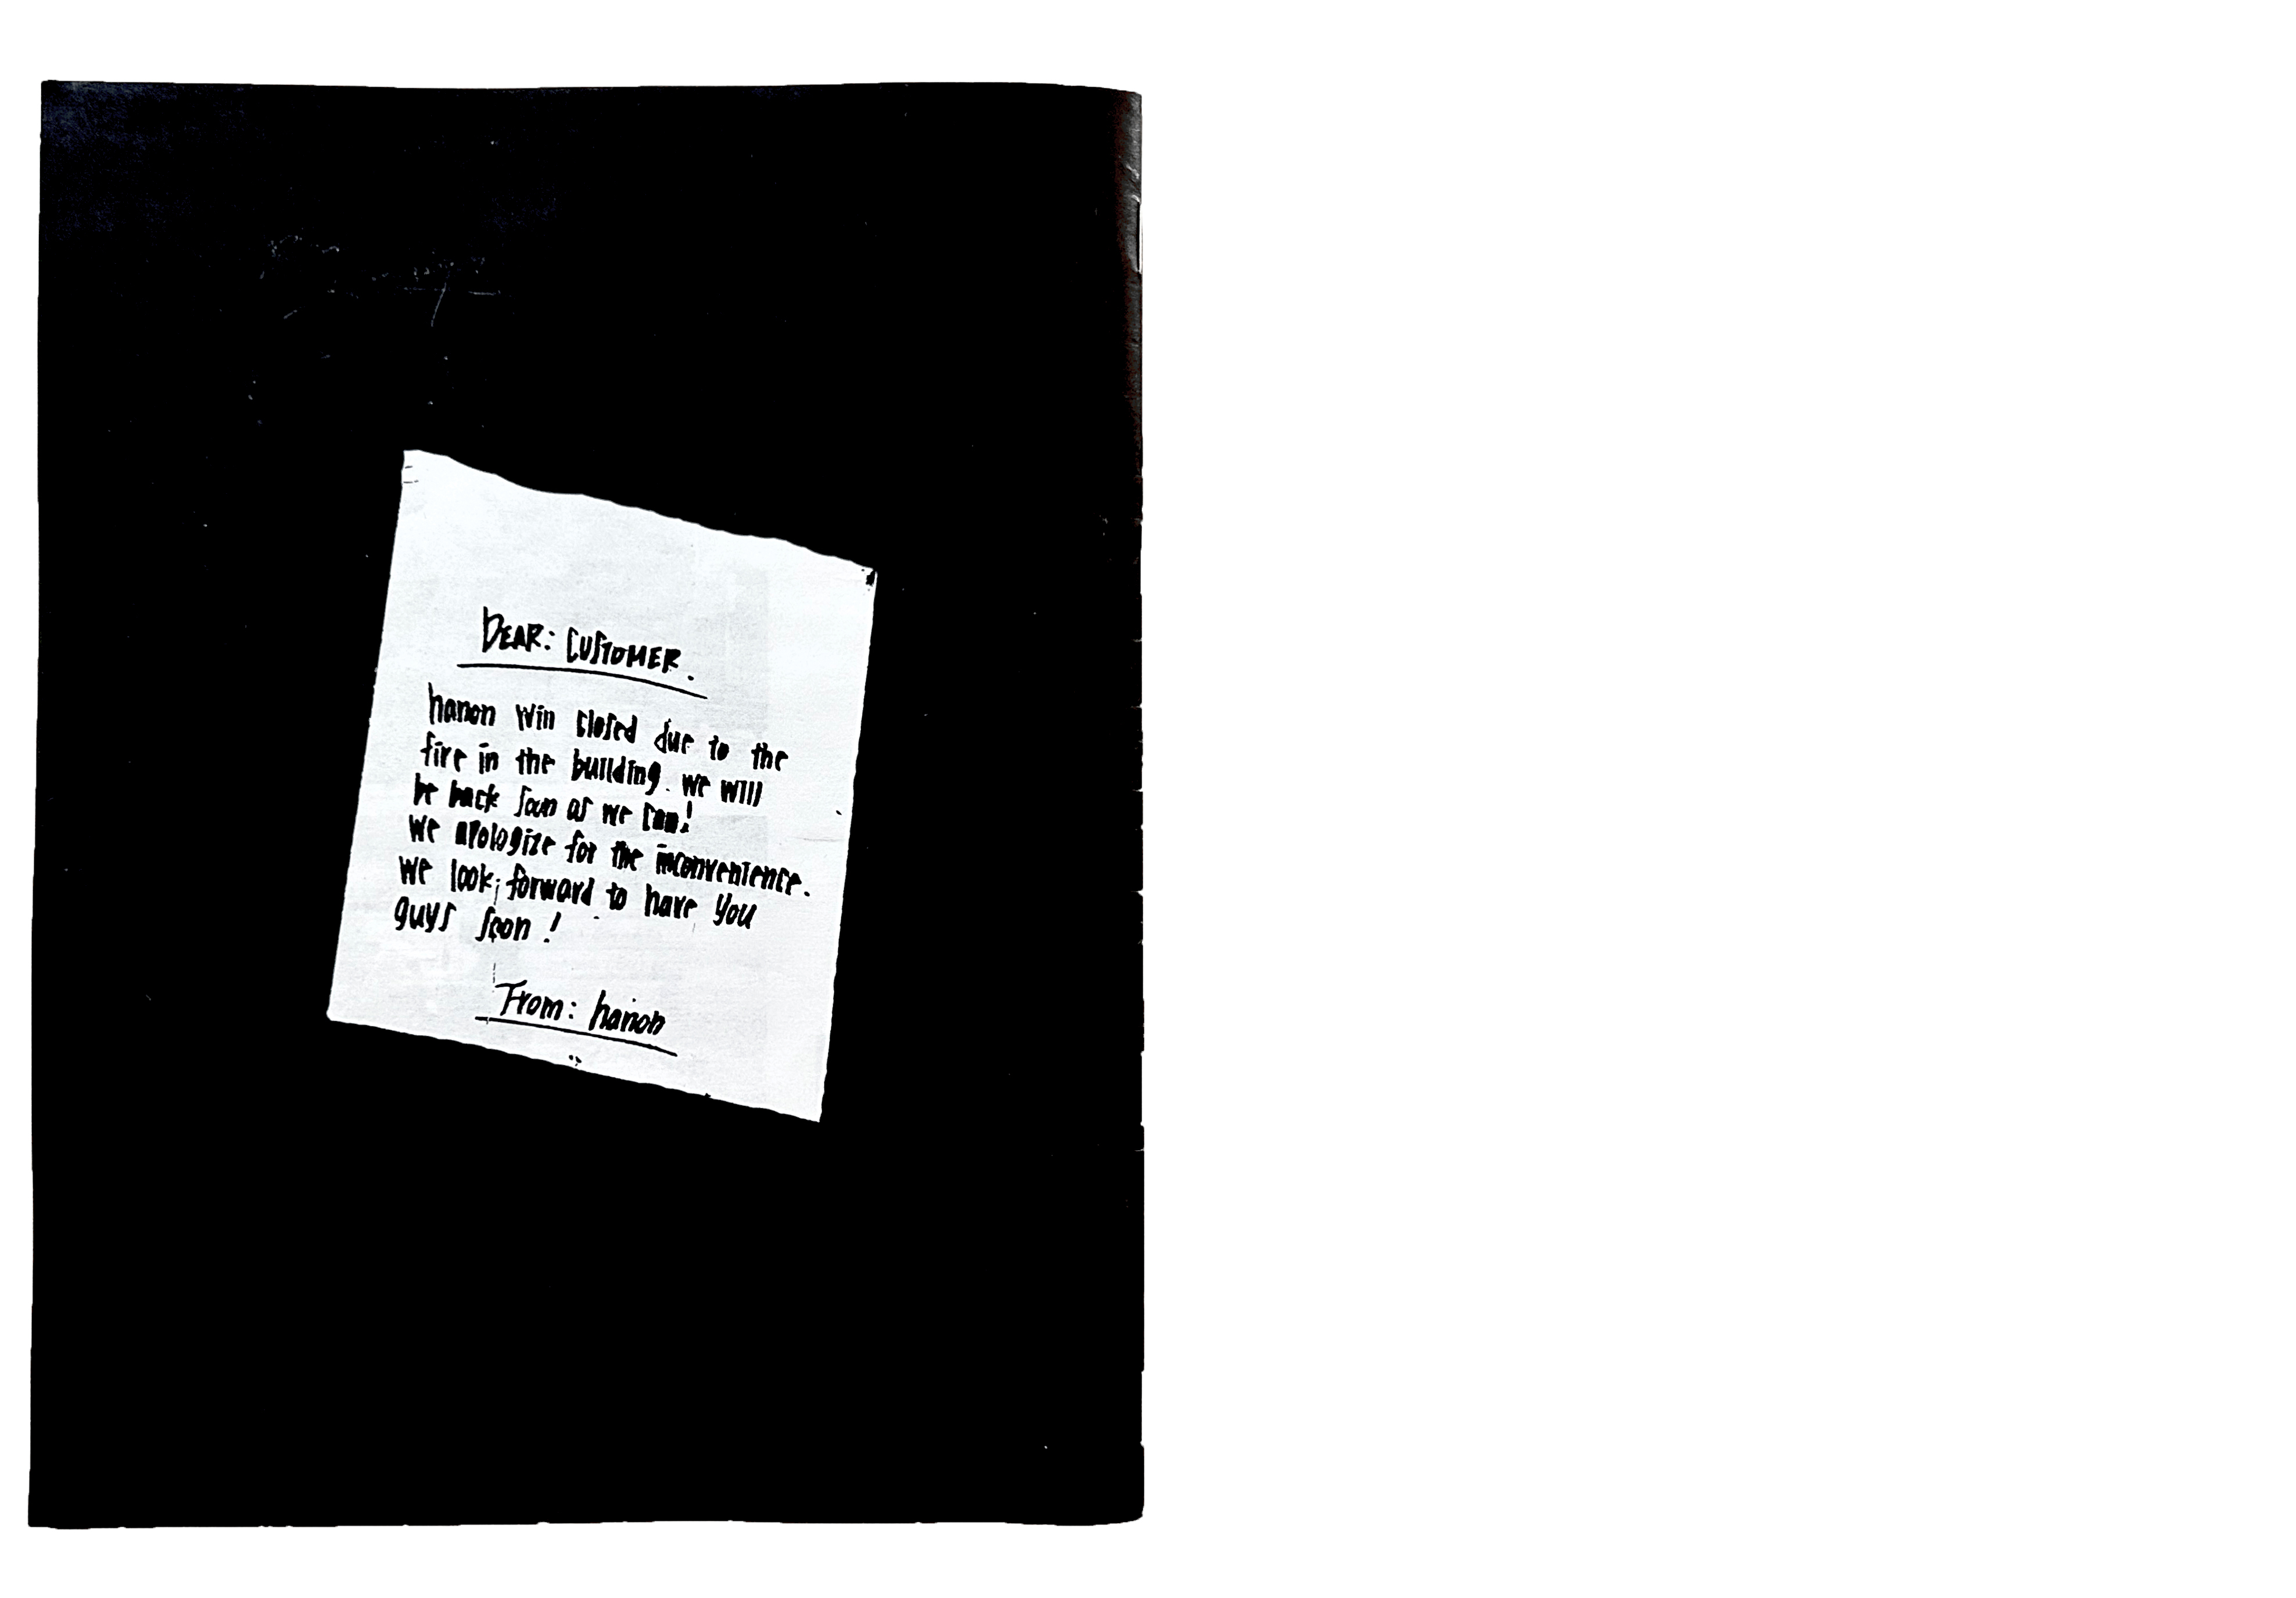 DEAR: CUSTOMER.
hanon win closed due to the
fire in the building. we will
be back soon as we can!
we apologize for the inconvenience.
we look forward to have you
guys soon!
From: hanon